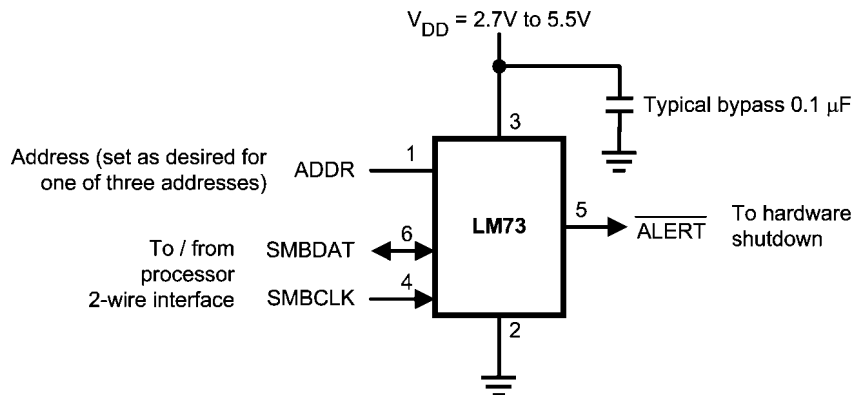 V_DD = 2.7V to 5.5V
Typical bypass 0.1 μF
3
Address (set as desired for
one of three addresses)
ADDR
1
LM73
5
ALERT
To hardware
shutdown
To / from
processor
2-wire interface
SMBDAT
6
SMBCLK
4
2